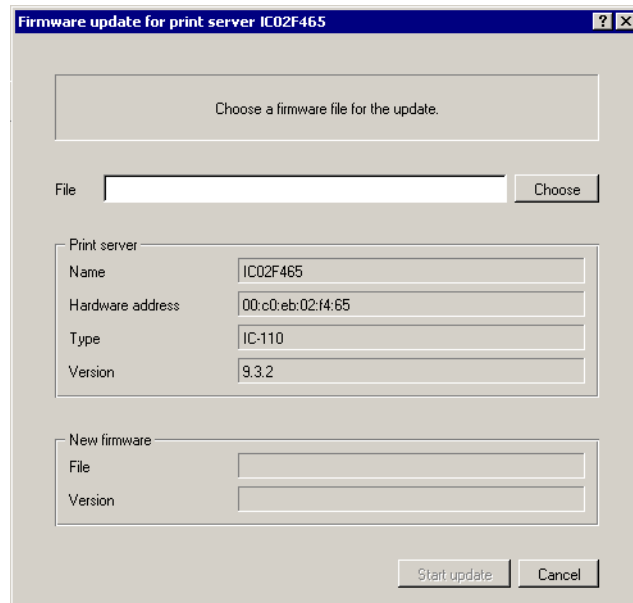 Firmware update for print server IC02F465
Choose a firmware file for the update.
File Choose
Print server
Name IC02F465
Hardware address 00:c0:eb:02:f4:65
Type IC-110
Version 9.3.2
New firmware
File
Version
Start update Cancel